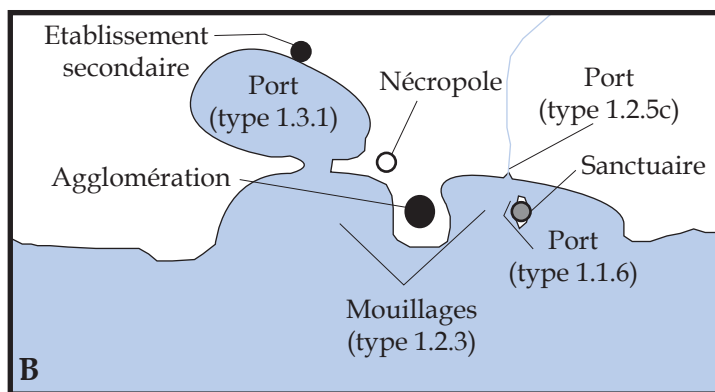 Etablissement
secondaire
Port
(type 1.3.1)
Nécropole
Port
(type 1.2.5c)
Agglomération
Sanctuaire
Port
(type 1.1.6)
Mouillages
(type 1.2.3)
B